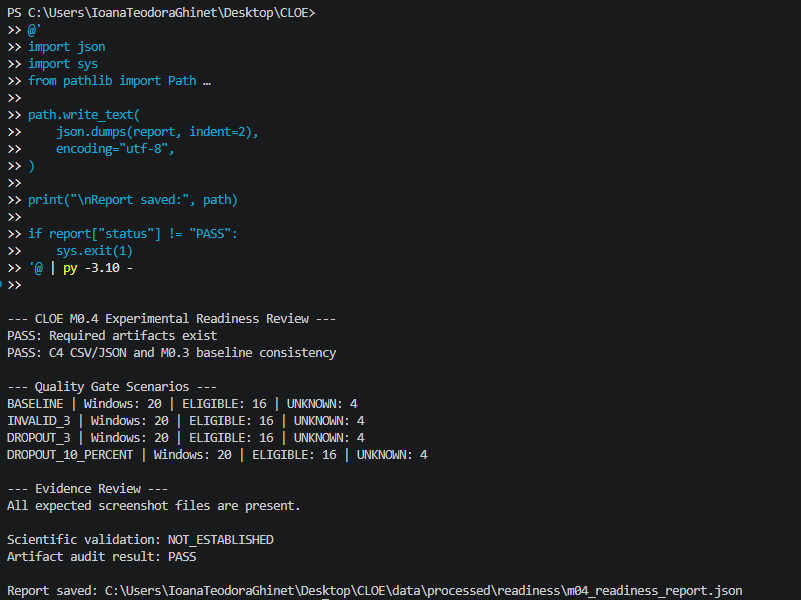 PS C:\Users\IoanaTeodoraGhinet\Desktop\CLOE>
>> @'
>> import json
>> import sys
>> from pathlib import Path …
>>
>> path.write_text(
>>     json.dumps(report, indent=2),
>>     encoding="utf-8",
>> )
>>
>> print("\nReport saved:", path)
>>
>> if report["status"] != "PASS":
>>     sys.exit(1)
>> '@ | py -3.10 -
>>
--- CLOE M0.4 Experimental Readiness Review ---
PASS: Required artifacts exist
PASS: C4 CSV/JSON and M0.3 baseline consistency
--- Quality Gate Scenarios ---
BASELINE | Windows: 20 | ELIGIBLE: 16 | UNKNOWN: 4
INVALID_3 | Windows: 20 | ELIGIBLE: 16 | UNKNOWN: 4
DROPOUT_3 | Windows: 20 | ELIGIBLE: 16 | UNKNOWN: 4
DROPOUT_10_PERCENT | Windows: 20 | ELIGIBLE: 16 | UNKNOWN: 4
--- Evidence Review ---
All expected screenshot files are present.
Scientific validation: NOT_ESTABLISHED
Artifact audit result: PASS
Report saved: C:\Users\IoanaTeodoraGhinet\Desktop\CLOE\data\processed\readiness\m04_readiness_report.json